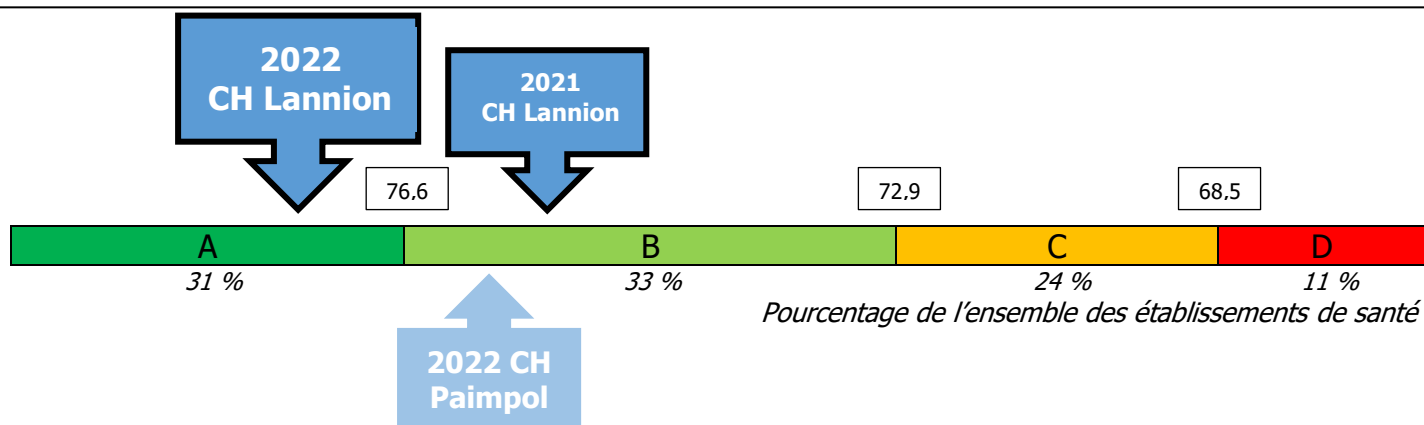 2022
CH Lannion
2021
CH Lannion
76,6
72,9
68,5
A
B
C
D
31 %
33 %
24 %
11 %
Pourcentage de l'ensemble des établissements de santé
2022 CH
Paimpol